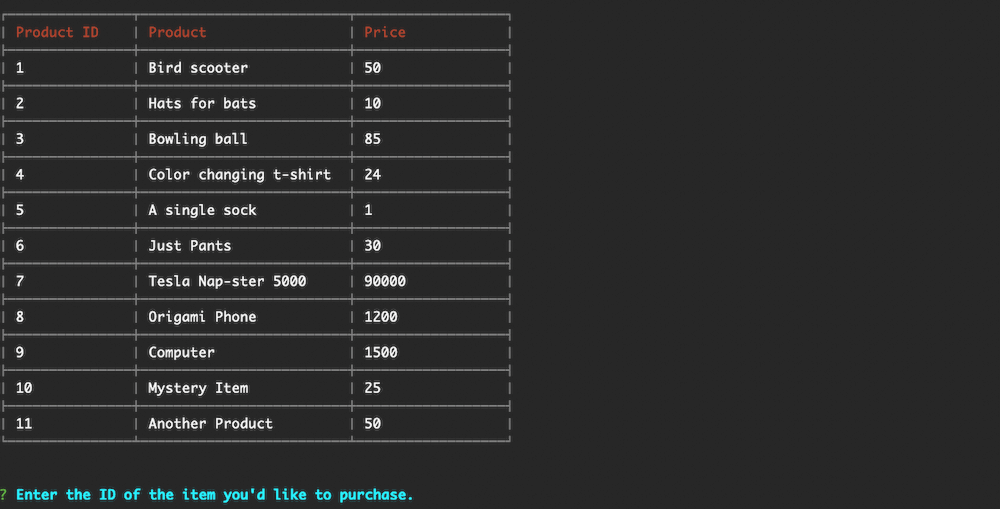 Product ID Product Price
1 Bird scooter 50
2 Hats for bats 10
3 Bowling ball 85
4 Color changing t-shirt 24
5 A single sock 1
6 Just Pants 30
7 Tesla Nap-ster 5000 90000
8 Origami Phone 1200
9 Computer 1500
10 Mystery Item 25
11 Another Product 50
? Enter the ID of the item you'd like to purchase.